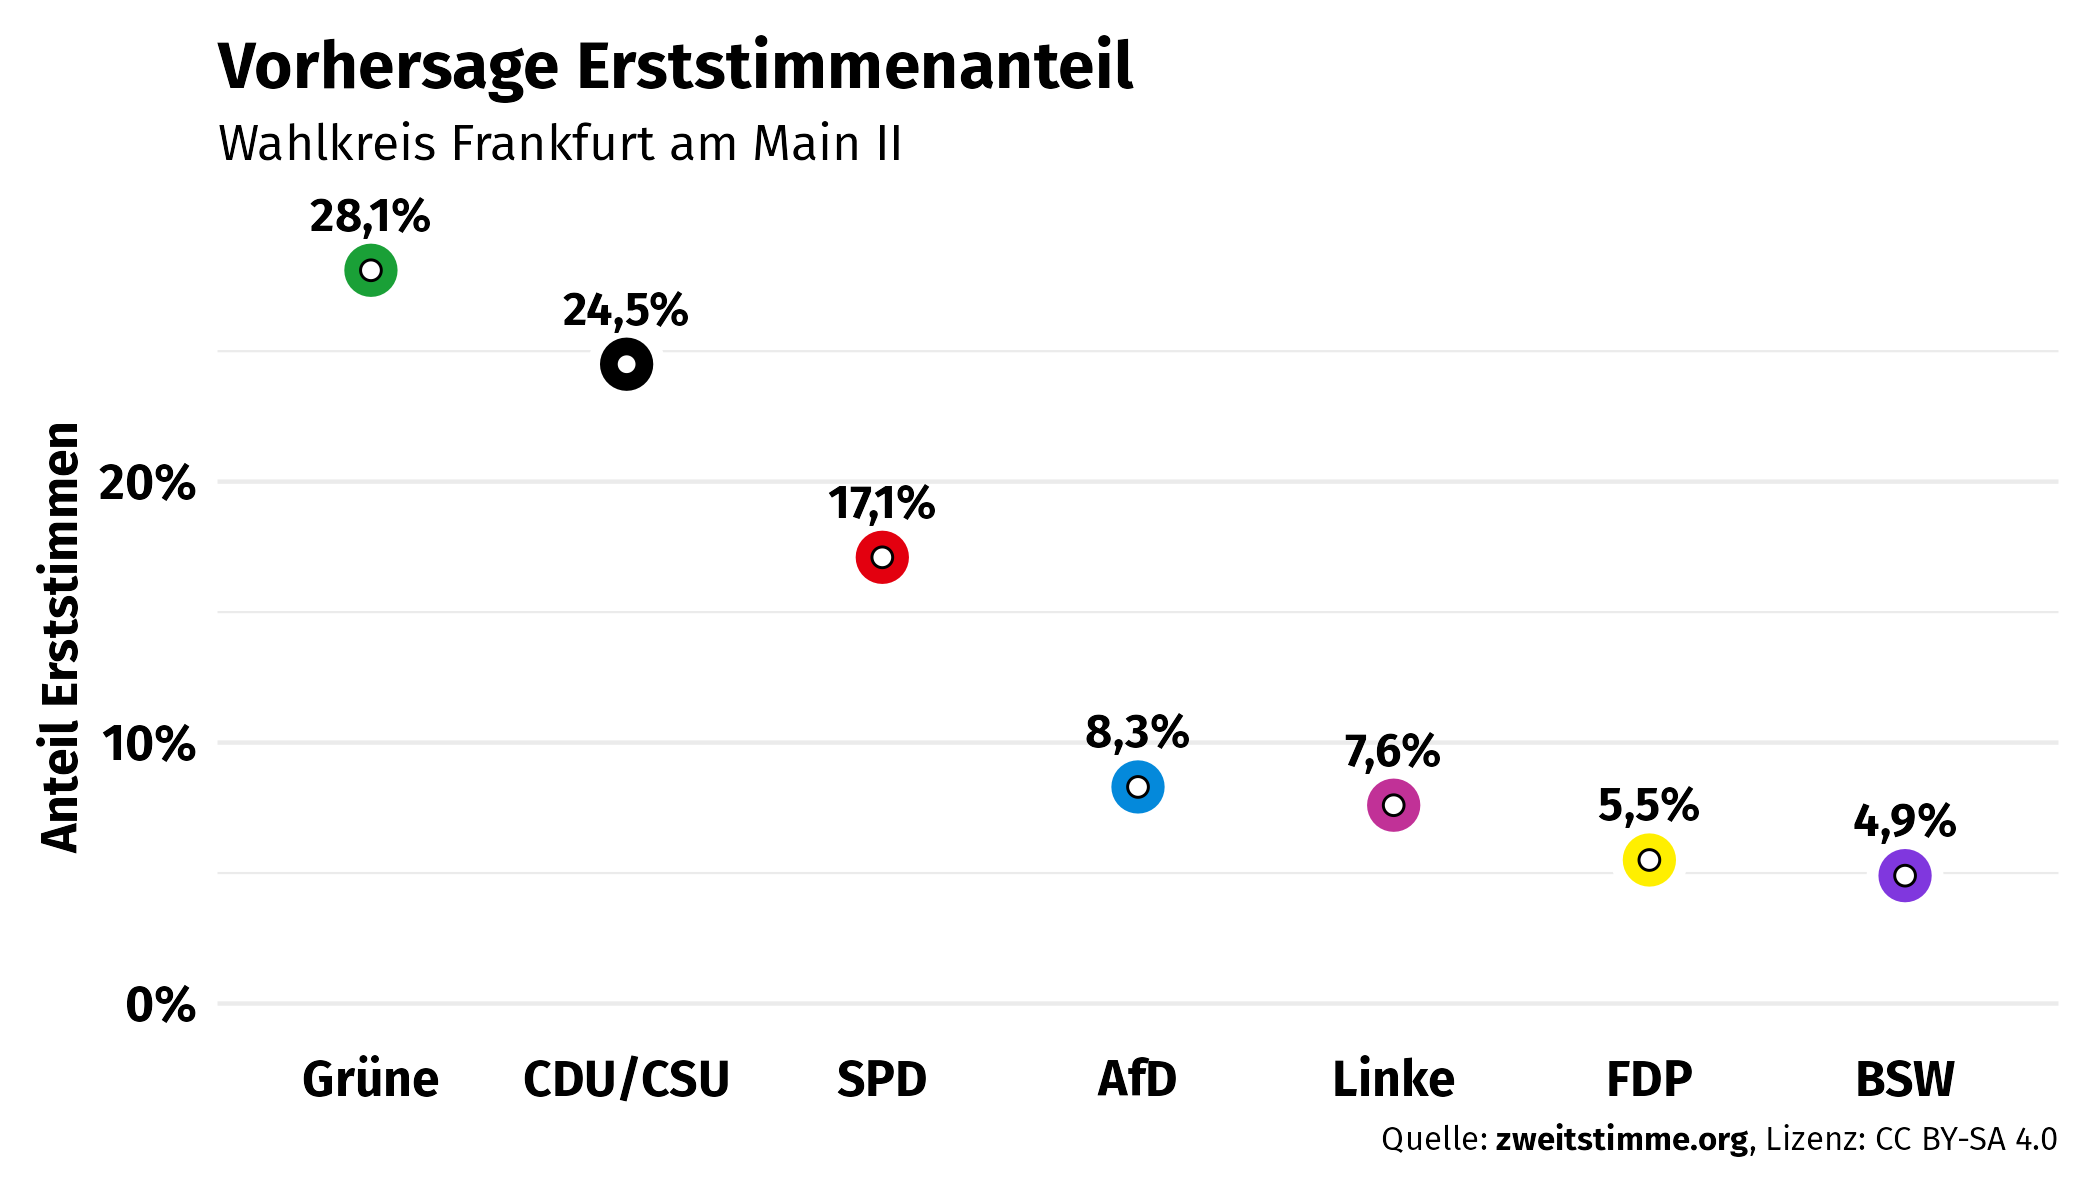 Vorhersage Erststimmenanteil
Wahlkreis Frankfurt am Main II
28,1%
24,5%
20%
17,1%
Anteil Erststimmen
8,3%
10%
7,6%
5,5%
4,9%
0%
Grüne CDU/CSU SPD AfD Linke FDP BSW
Quelle: zweitstimme.org, Lizenz: CC BY-SA 4.0